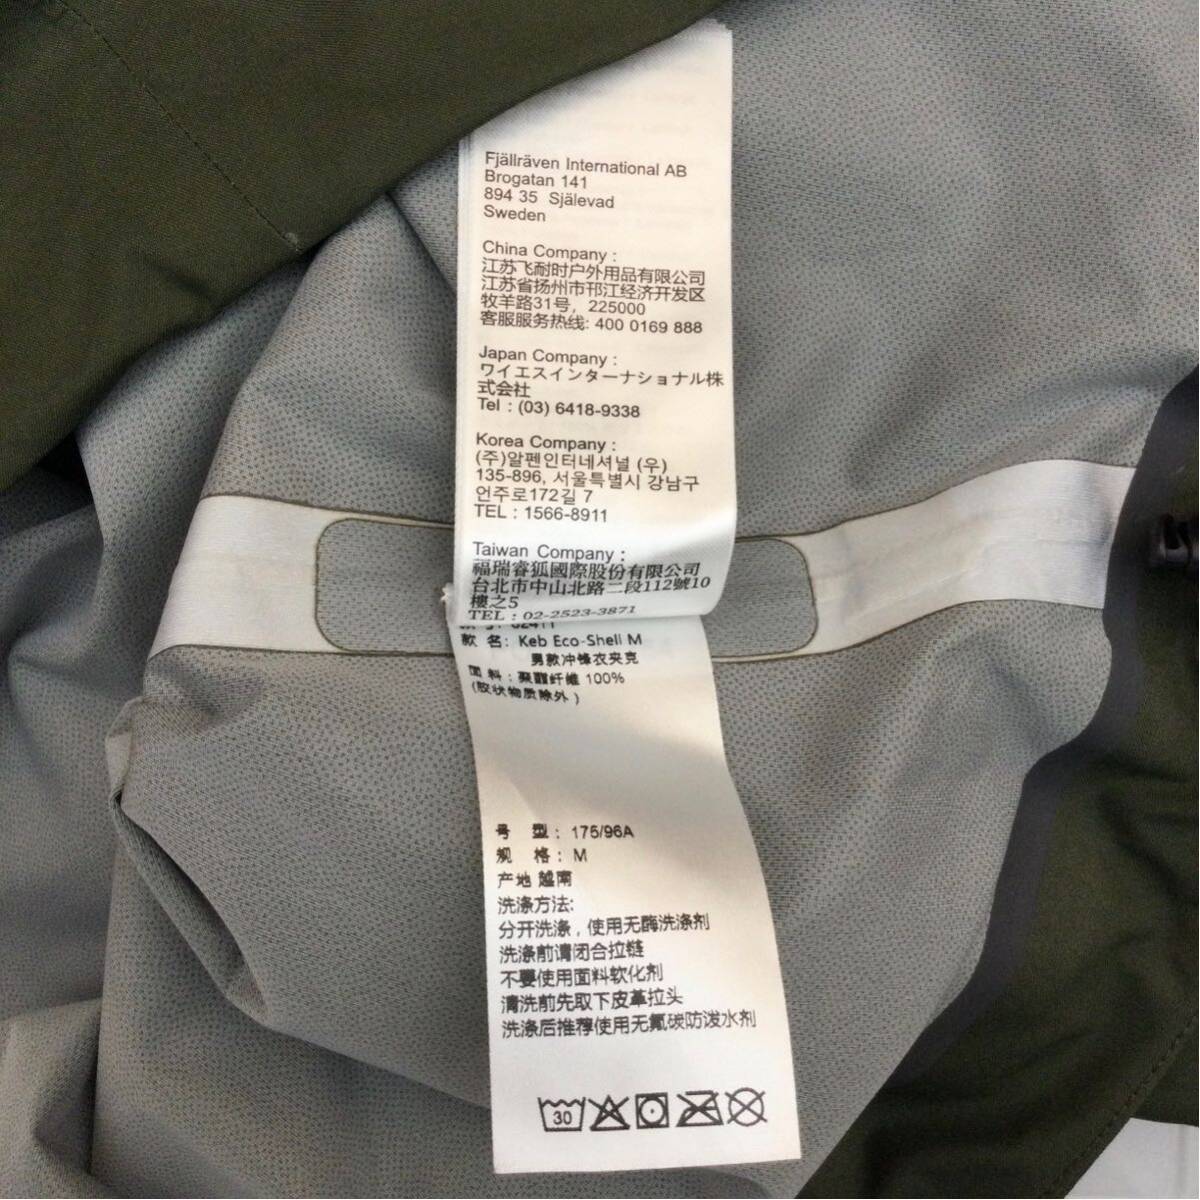 Fjällräven International AB
Brogatan 141
894 35 Själevad
Sweden
China Company :
江苏飞耐时户外用品有限公司
江苏省扬州市邗江经济开发区
牧羊路31号，225000
客服服务热线: 400 0169 888
Japan Company :
ワイエスインターナショナル株
式会社
Tel : (03) 6418-9338
Korea Company :
(주)알펜인터네셔널 (우)
135-896, 서울특별시 강남구
언주로172길 7
TEL : 1566-8911
Taiwan Company :
福瑞睿狐國際股份有限公司
台北市中山北路二段112號10
樓之5
TEL : 02-2523-3871
款 名: Keb Eco-Shell M
男款冲锋衣夹克
面 料 : 聚酯纤维 100%
(胶状物质除外 )
号 型 : 175/96A
规 格 : M
产地 越南
洗涤方法:
分开洗涤 , 使用无酶洗涤剂
洗涤前请闭合拉链
不要使用面料软化剂
清洗前先取下皮革拉头
洗涤后推荐使用无氟碳防泼水剂
30